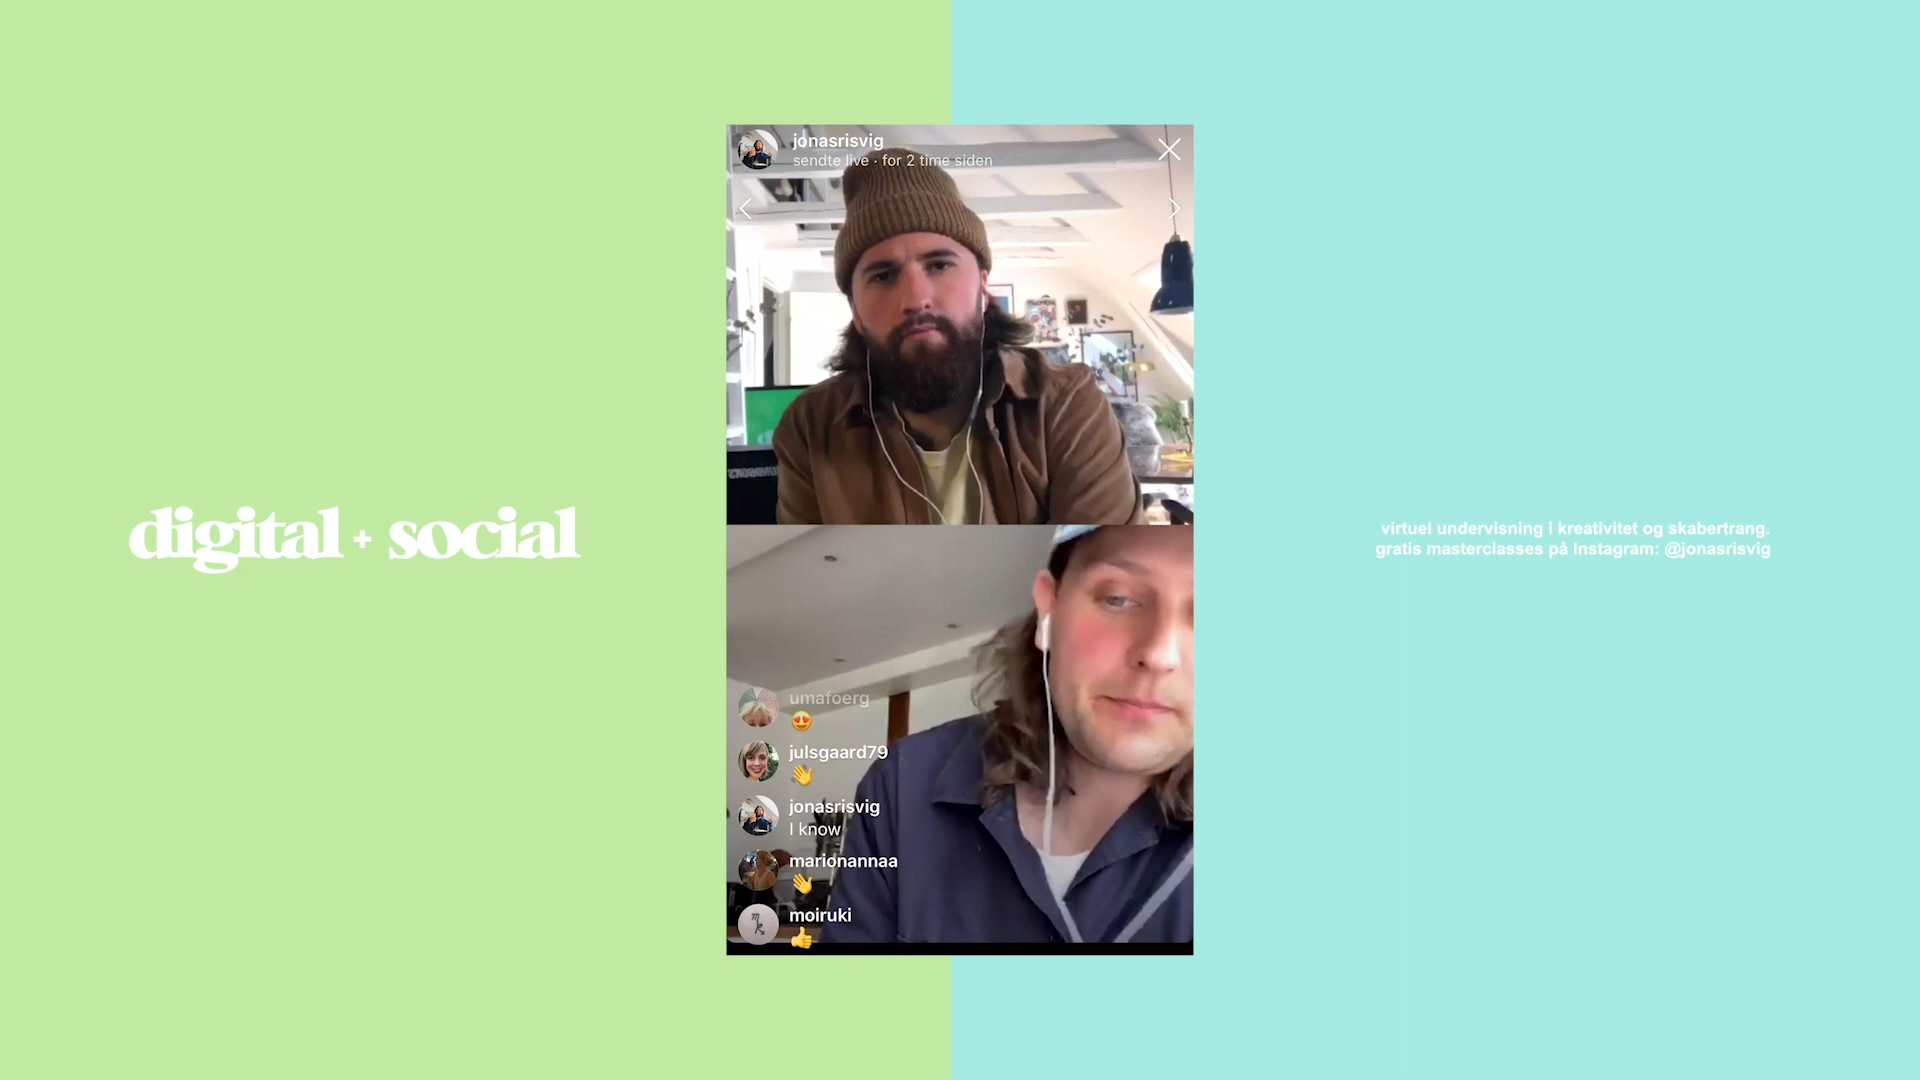 digital + social
jonasrisvig
sendte live · for 2 time siden
umafoerg
😍
julsgaard79
👋
jonasrisvig
I know
marionannaa
👋
moiruki
👍
virtuel undervisning i kreativitet og skabertrang.
gratis masterclasses på Instagram: @jonasrisvig